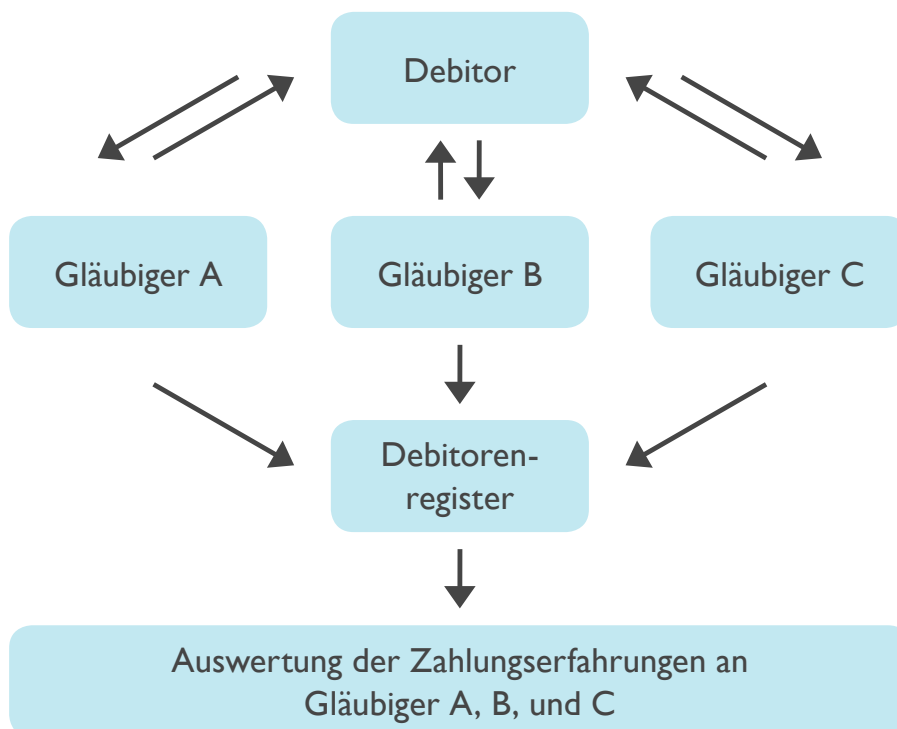 Debitor
Gläubiger A
Gläubiger B
Gläubiger C
Debitoren-
register
Auswertung der Zahlungserfahrungen an
Gläubiger A, B, und C